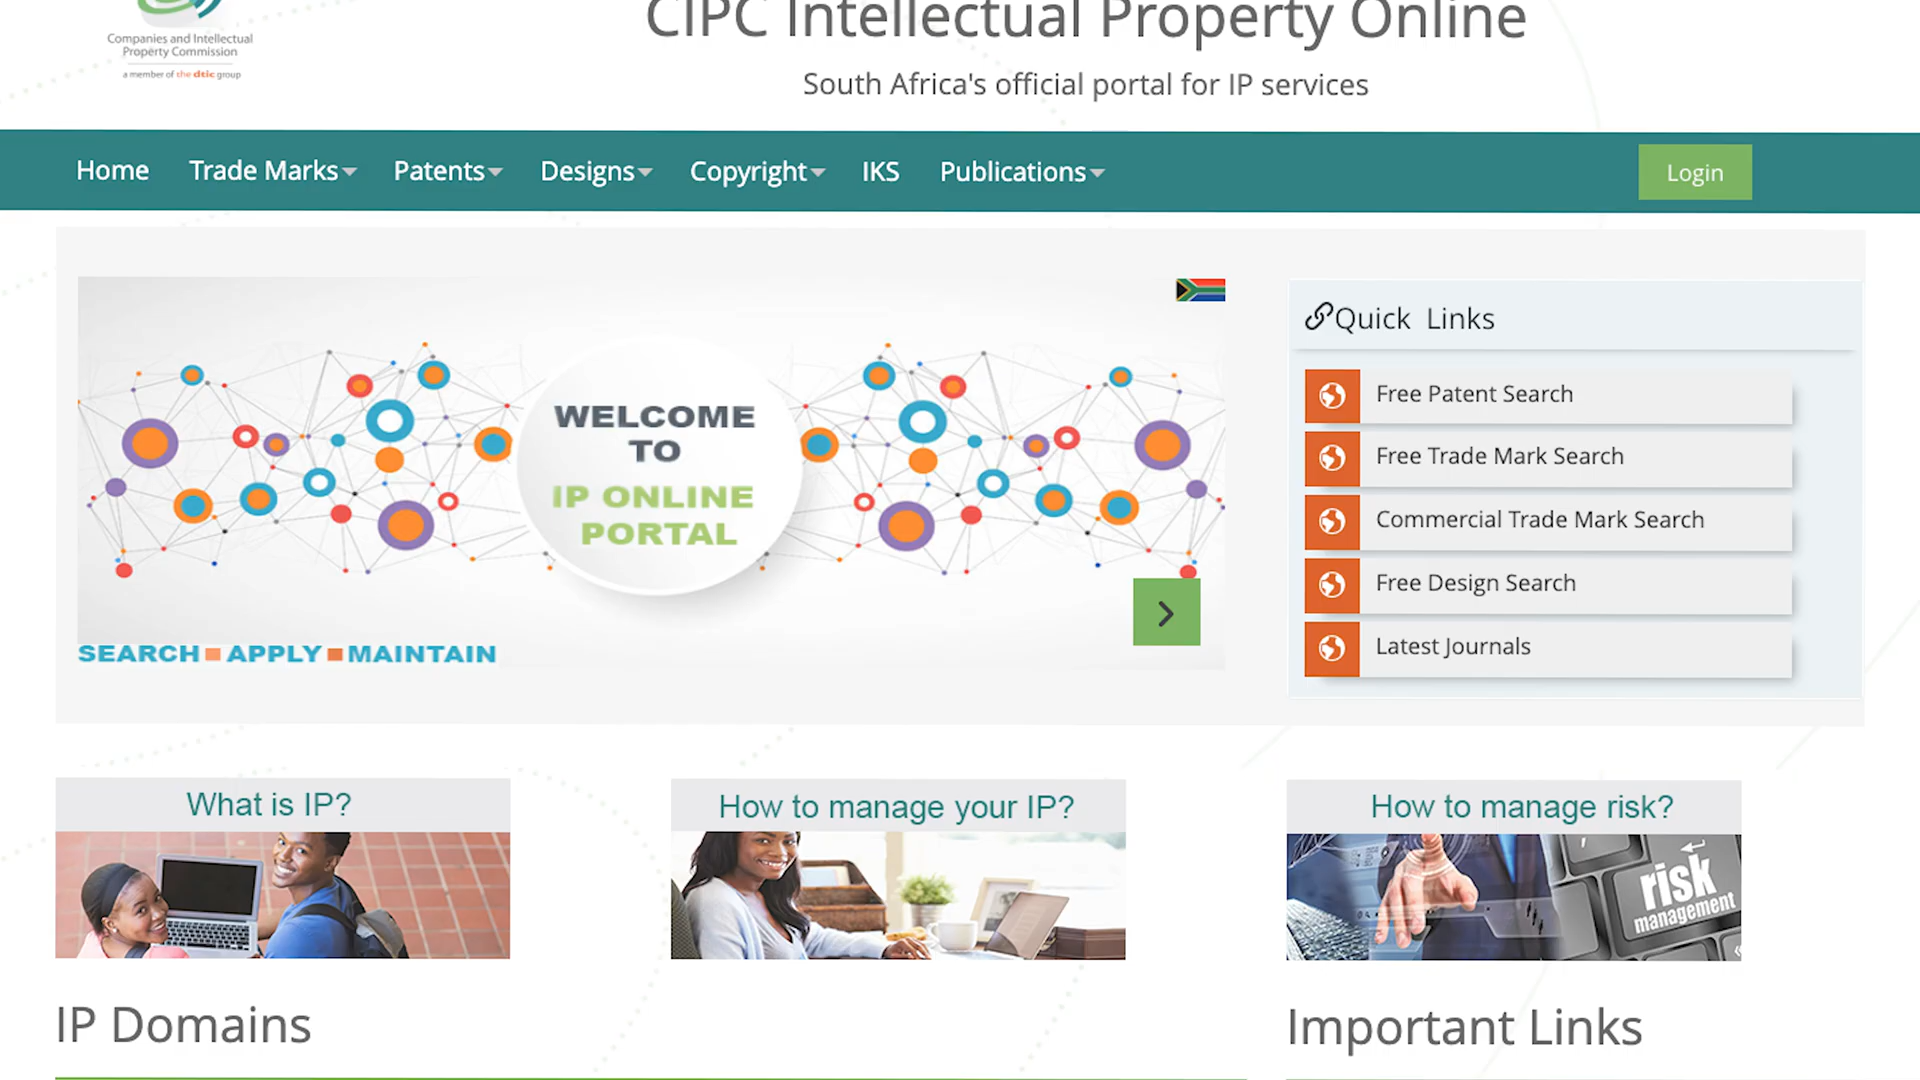 Companies and Intellectual
Property Commission
a member of the dtic group
CIPC Intellectual Property Online
South Africa's official portal for IP services
Home Trade Marks Patents Designs Copyright IKS Publications Login
WELCOME
TO
IP ONLINE
PORTAL
SEARCH APPLY MAINTAIN
Quick Links
Free Patent Search
Free Trade Mark Search
Commercial Trade Mark Search
Free Design Search
Latest Journals
What is IP?
How to manage your IP?
How to manage risk?
risk
management
IP Domains
Important Links